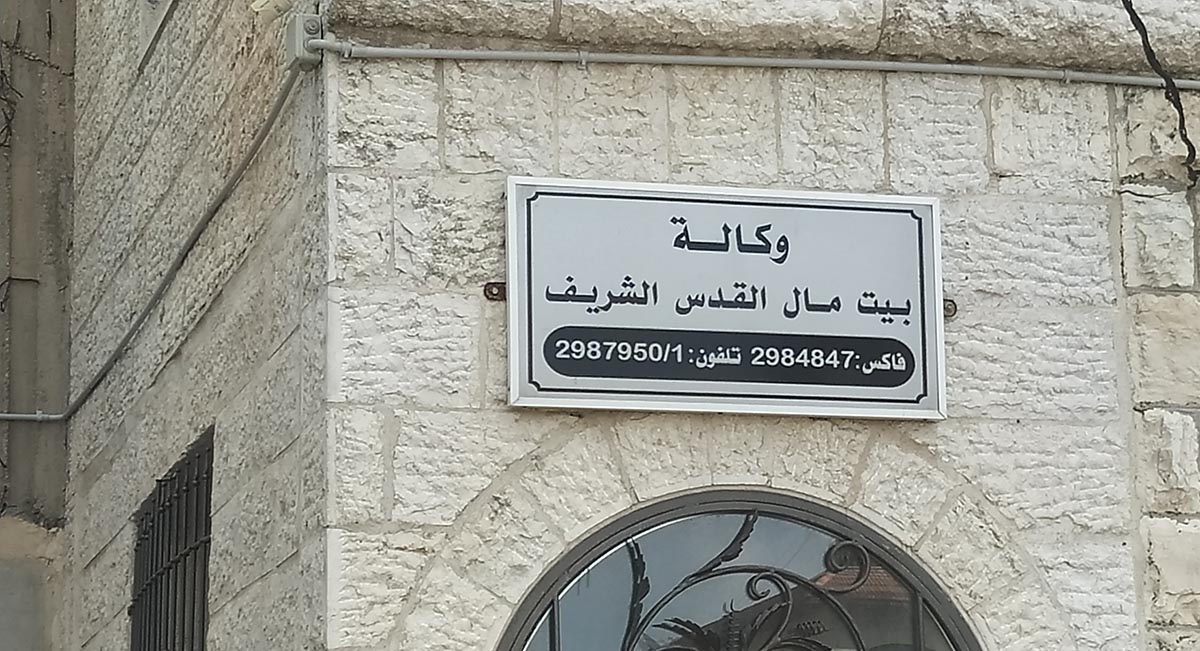 وكالة
بيت مال القدس الشريف
فاكس:2984847 تلفون:2987950/1